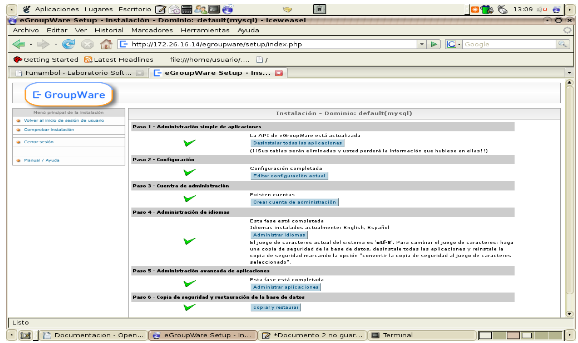 Aplicaciones Lugares Escritorio 13:09
eGroupWare Setup - Instalación - Dominio: default(mysql) - Iceweasel
Archivo Editar Ver Historial Marcadores Herramientas Ayuda
http://172.26.16.14/egroupware/setup/index.php
Google
Getting Started Latest Headlines file:///home/usuario/... /
Funambol - Laboratorio Soft... eGroupWare Setup - Ins...
GroupWare
Menú principal de la instalación
Volver al inicio de sesión de usuario
Comprobar instalación
Cerrar sesión
Manual / Ayuda
Instalación - Dominio: default(mysql)
Paso 1 - Administración simple de aplicaciones
La API de eGroupWare está actualizada
Desinstalar todas las aplicaciones
(!!Sus tablas serán eliminadas y usted perderá la información que hubiese en ellas!!)
Paso 2 - Configuración
Configuración completada
Editar configuración actual
Paso 3 - Cuenta de administración
Existen cuentas
Crear cuenta de administración
Paso 4 - Administración de idiomas
Esta fase está completada
Idiomas instalados actualmente: English, Español
Administrar idiomas
El juego de caracteres actual del sistema es 'utf-8'. Para cambiar el juego de caracteres: haga
una copia de seguridad de la base de datos, desinstale todas las aplicaciones y reinstale la
copia de seguridad marcando la opción "convertir la copia de seguridad al juego de caracteres
seleccionado".
Paso 5 - Administración avanzada de aplicaciones
Esta fase está completada
Administrar aplicaciones
Paso 6 - Copia de seguridad y restauración de la base de datos
Copiar y restaurar
Listo
Documentacion - Open... eGroupWare Setup - In... *Documento 2 no guar... Terminal